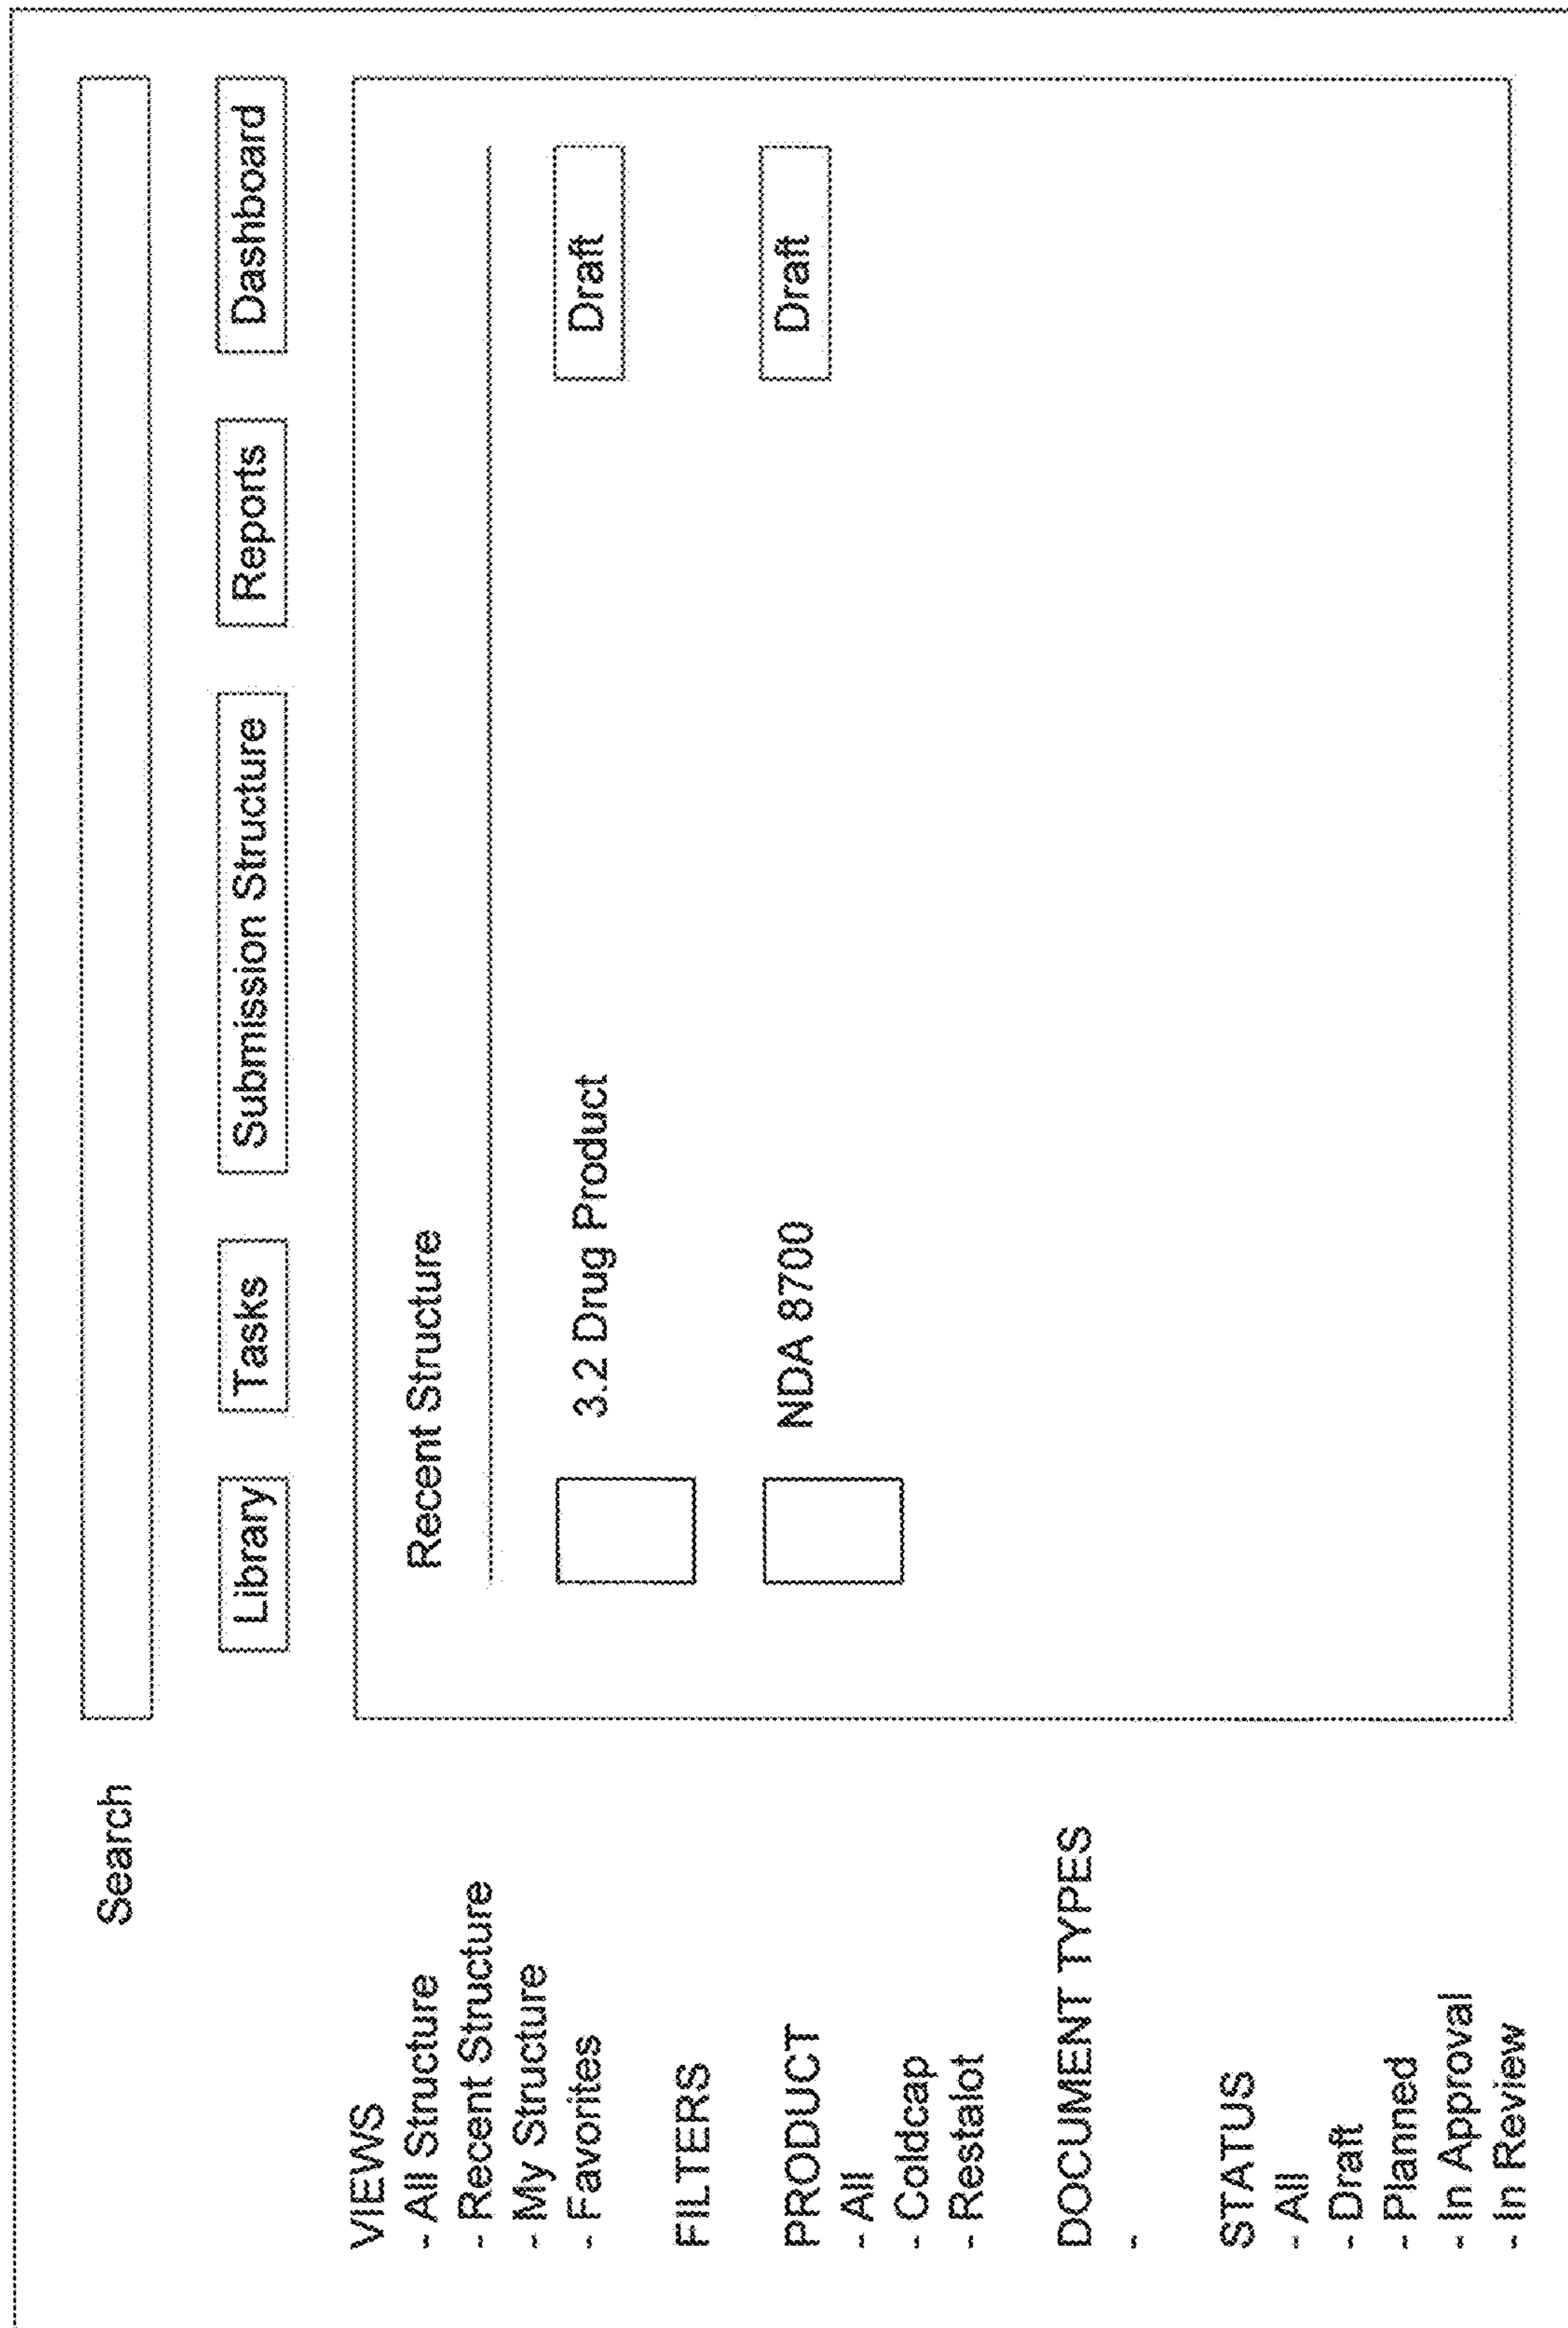 Search
Library Tasks Submission Structure Reports Dashboard
VIEWS
- All Structure
- Recent Structure
- My Structure
- Favorites
FILTERS
PRODUCT
- All
- Coldcap
- Restalot
DOCUMENT TYPES
-
STATUS
- All
- Draft
- Planned
- In Approval
- In Review
Recent Structure
3.2 Drug Product Draft
NDA 8700 Draft